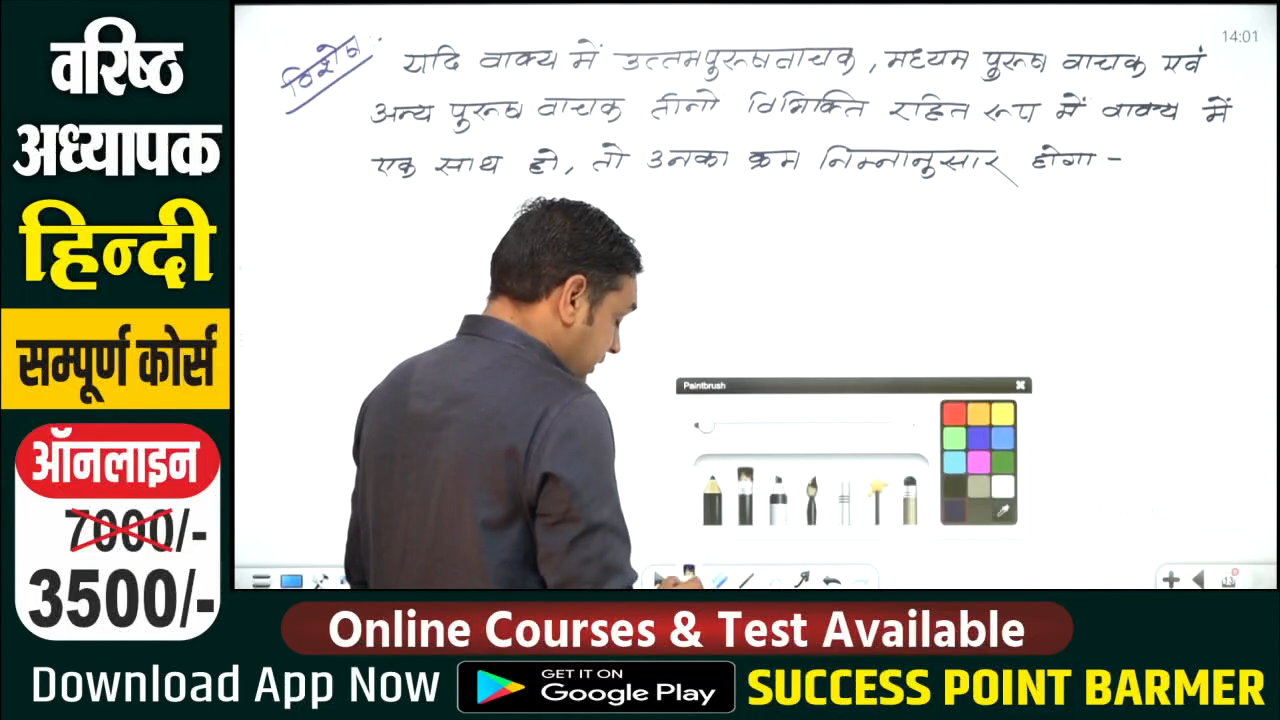 वरिष्ठ
अध्यापक
हिन्दी
सम्पूर्ण कोर्स
ऑनलाइन
7000/-
3500/-
14:01
विशेष :
यदि वाक्य में उत्तमपुरूषवाचक, मध्यम पुरूष वाचक एवं
अन्य पुरूष वाचक तीनो विभक्ति रहित रूप में वाक्य में
एक साथ हो, तो उनका क्रम निम्नानुसार होगा -
Paintbrush
Online Courses & Test Available
Download App Now
GET IT ON
Google Play
SUCCESS POINT BARMER